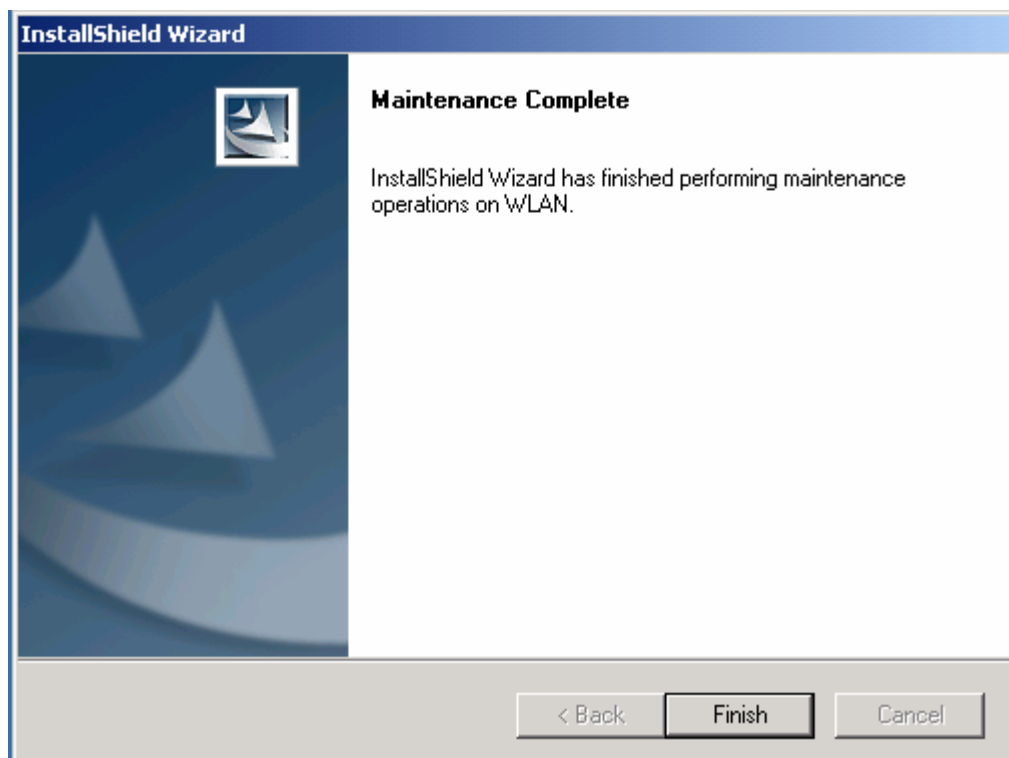 InstallShield Wizard
Maintenance Complete
InstallShield Wizard has finished performing maintenance
operations on WLAN.
< Back
Finish
Cancel